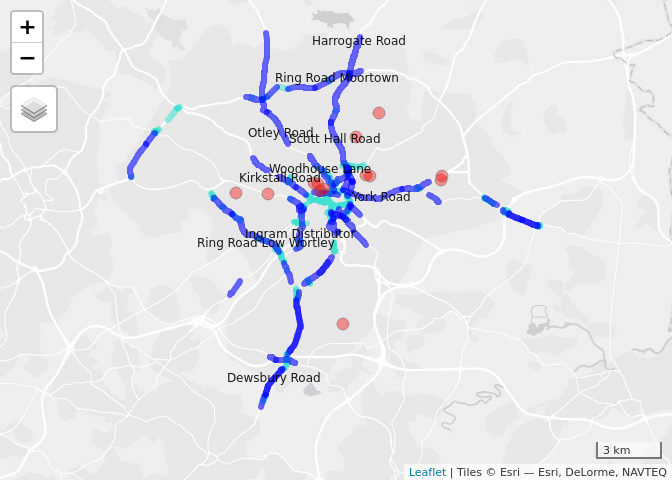 +
−
Harrogate Road
Ring Road Moortown
Otley Road
Scott Hall Road
Woodhouse Lane
Kirkstall Road
York Road
Ingram Distributor
Ring Road Low Wortley
Dewsbury Road
3 km
Leaflet | Tiles © Esri — Esri, DeLorme, NAVTEQ